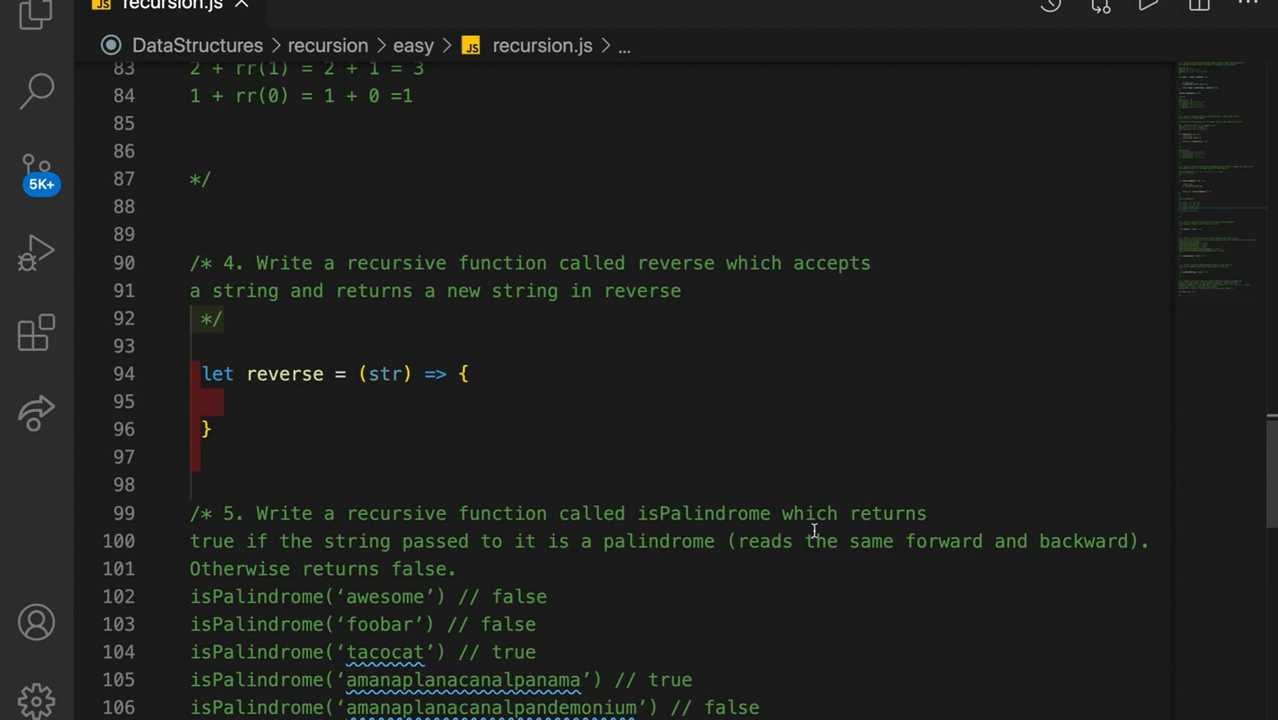 JS recursion.js
DataStructures > recursion > easy > JS recursion.js > ...
5K+
83 2 + rr(1) = 2 + 1 = 3
84 1 + rr(0) = 1 + 0 =1
85
86
87 */
88
89
90 /* 4. Write a recursive function called reverse which accepts
91 a string and returns a new string in reverse
92 */
93
94 let reverse = (str) => {
95
96 }
97
98
99 /* 5. Write a recursive function called isPalindrome which returns
100 true if the string passed to it is a palindrome (reads the same forward and backward).
101 Otherwise returns false.
102 isPalindrome(‘awesome’) // false
103 isPalindrome(‘foobar’) // false
104 isPalindrome(‘tacocat’) // true
105 isPalindrome(‘amanaplanacanalpanama’) // true
106 isPalindrome(‘amanaplanacanalpandemonium’) // false